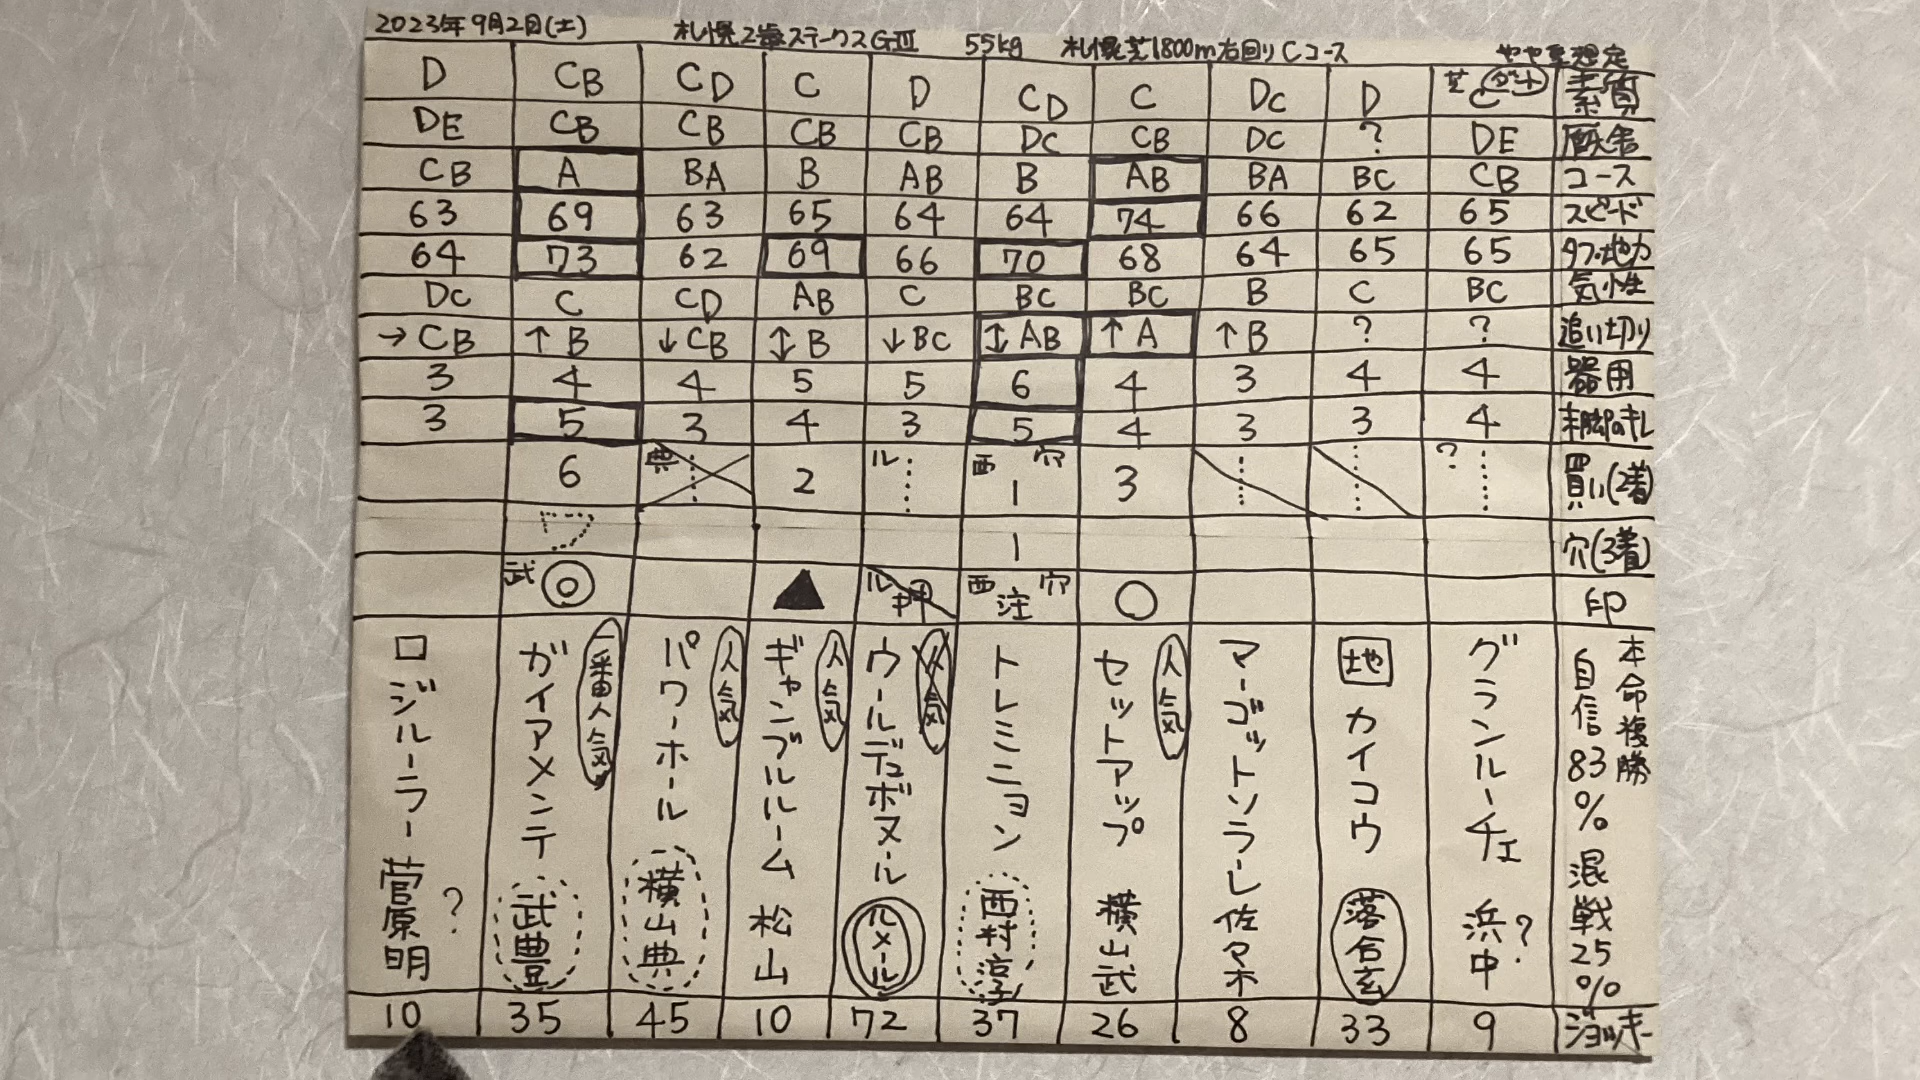 2023年9月2日(土) 札幌2歳ステークスGⅢ 55kg 札幌芝1800m右回りCコース やや重想定
D CB CD C D CD C DC D 芝 ダート C 素質
DE CB CB CB CB DC CB DC ? DE 厩舎
CB A BA B AB B AB BA BC CB コース
63 69 63 65 64 64 74 66 62 65 スピード
64 73 62 69 66 70 68 64 65 65 タフ・地力
DC C CD AB C BC BC B C BC 気性
→CB ↑B ↓CB ↕B ↓BC ↕AB ↑A ↑B ? ? 追い切り
3 4 4 5 5 6 4 3 4 4 器用
3 5 3 4 3 5 4 3 3 4 末脚のキレ
6 典 2 ル 西 穴 1 3 ? 買い(2着)
1 穴(3着)
武 ◎ ▲ ル 西 注 穴 ○ 印
ロジルーラー 菅原明 ?
ガイアメンテ 一番人気 武豊
パワーホール 人気 横山典
ギャンブルルーム 人気 松山
ウールデュボヌール 人気 ルメール
トレミニヨン 西村淳
セットアップ 人気 横山武
マーゴットソラーレ 佐々木
地 カイコウ 落合玄
グランルーチェ 浜中 ?
本命複勝
自信83% 混戦25%
10 35 45 10 72 37 26 8 33 9 ジョッキー